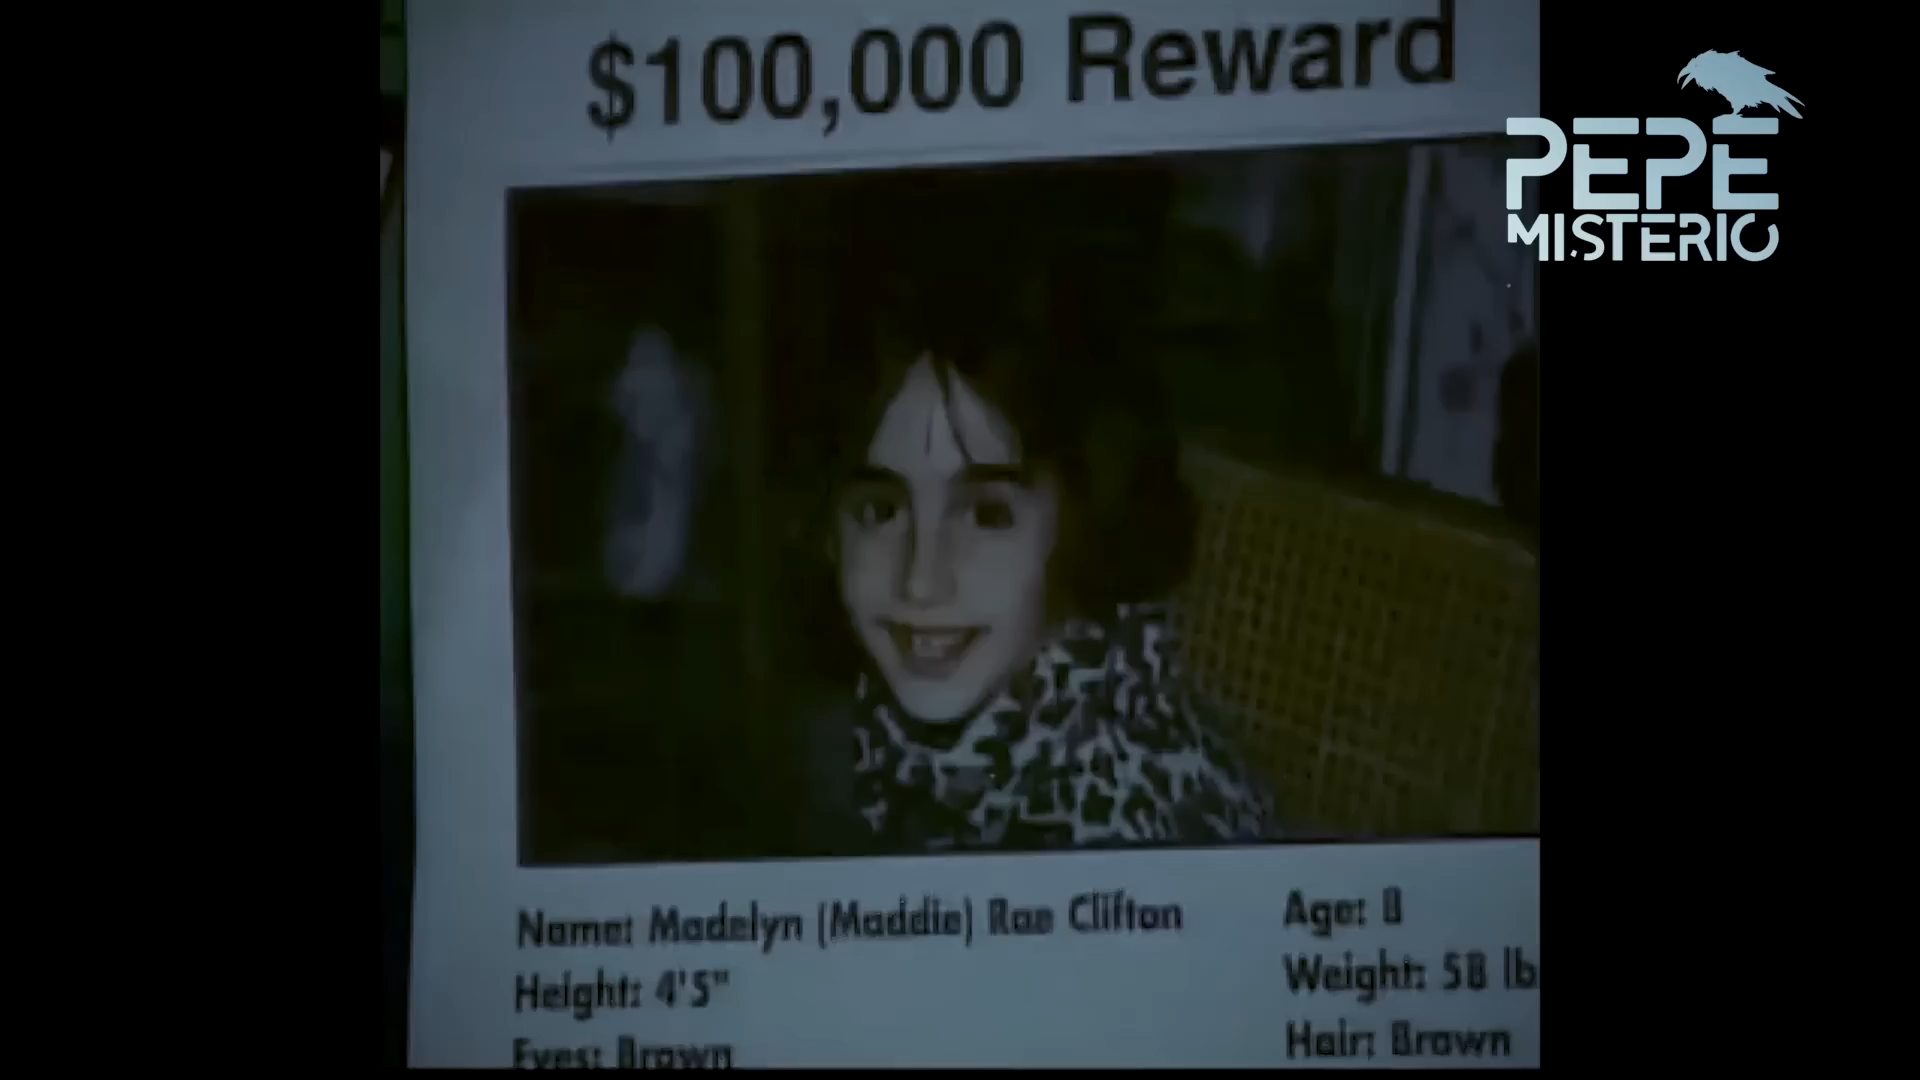 $100,000 Reward
PEPE
MISTERIO
Name: Madelyn (Maddie) Rae Clifton
Age: 8
Height: 4'5"
Weight: 58 lb
Eyes: Brown
Hair: Brown